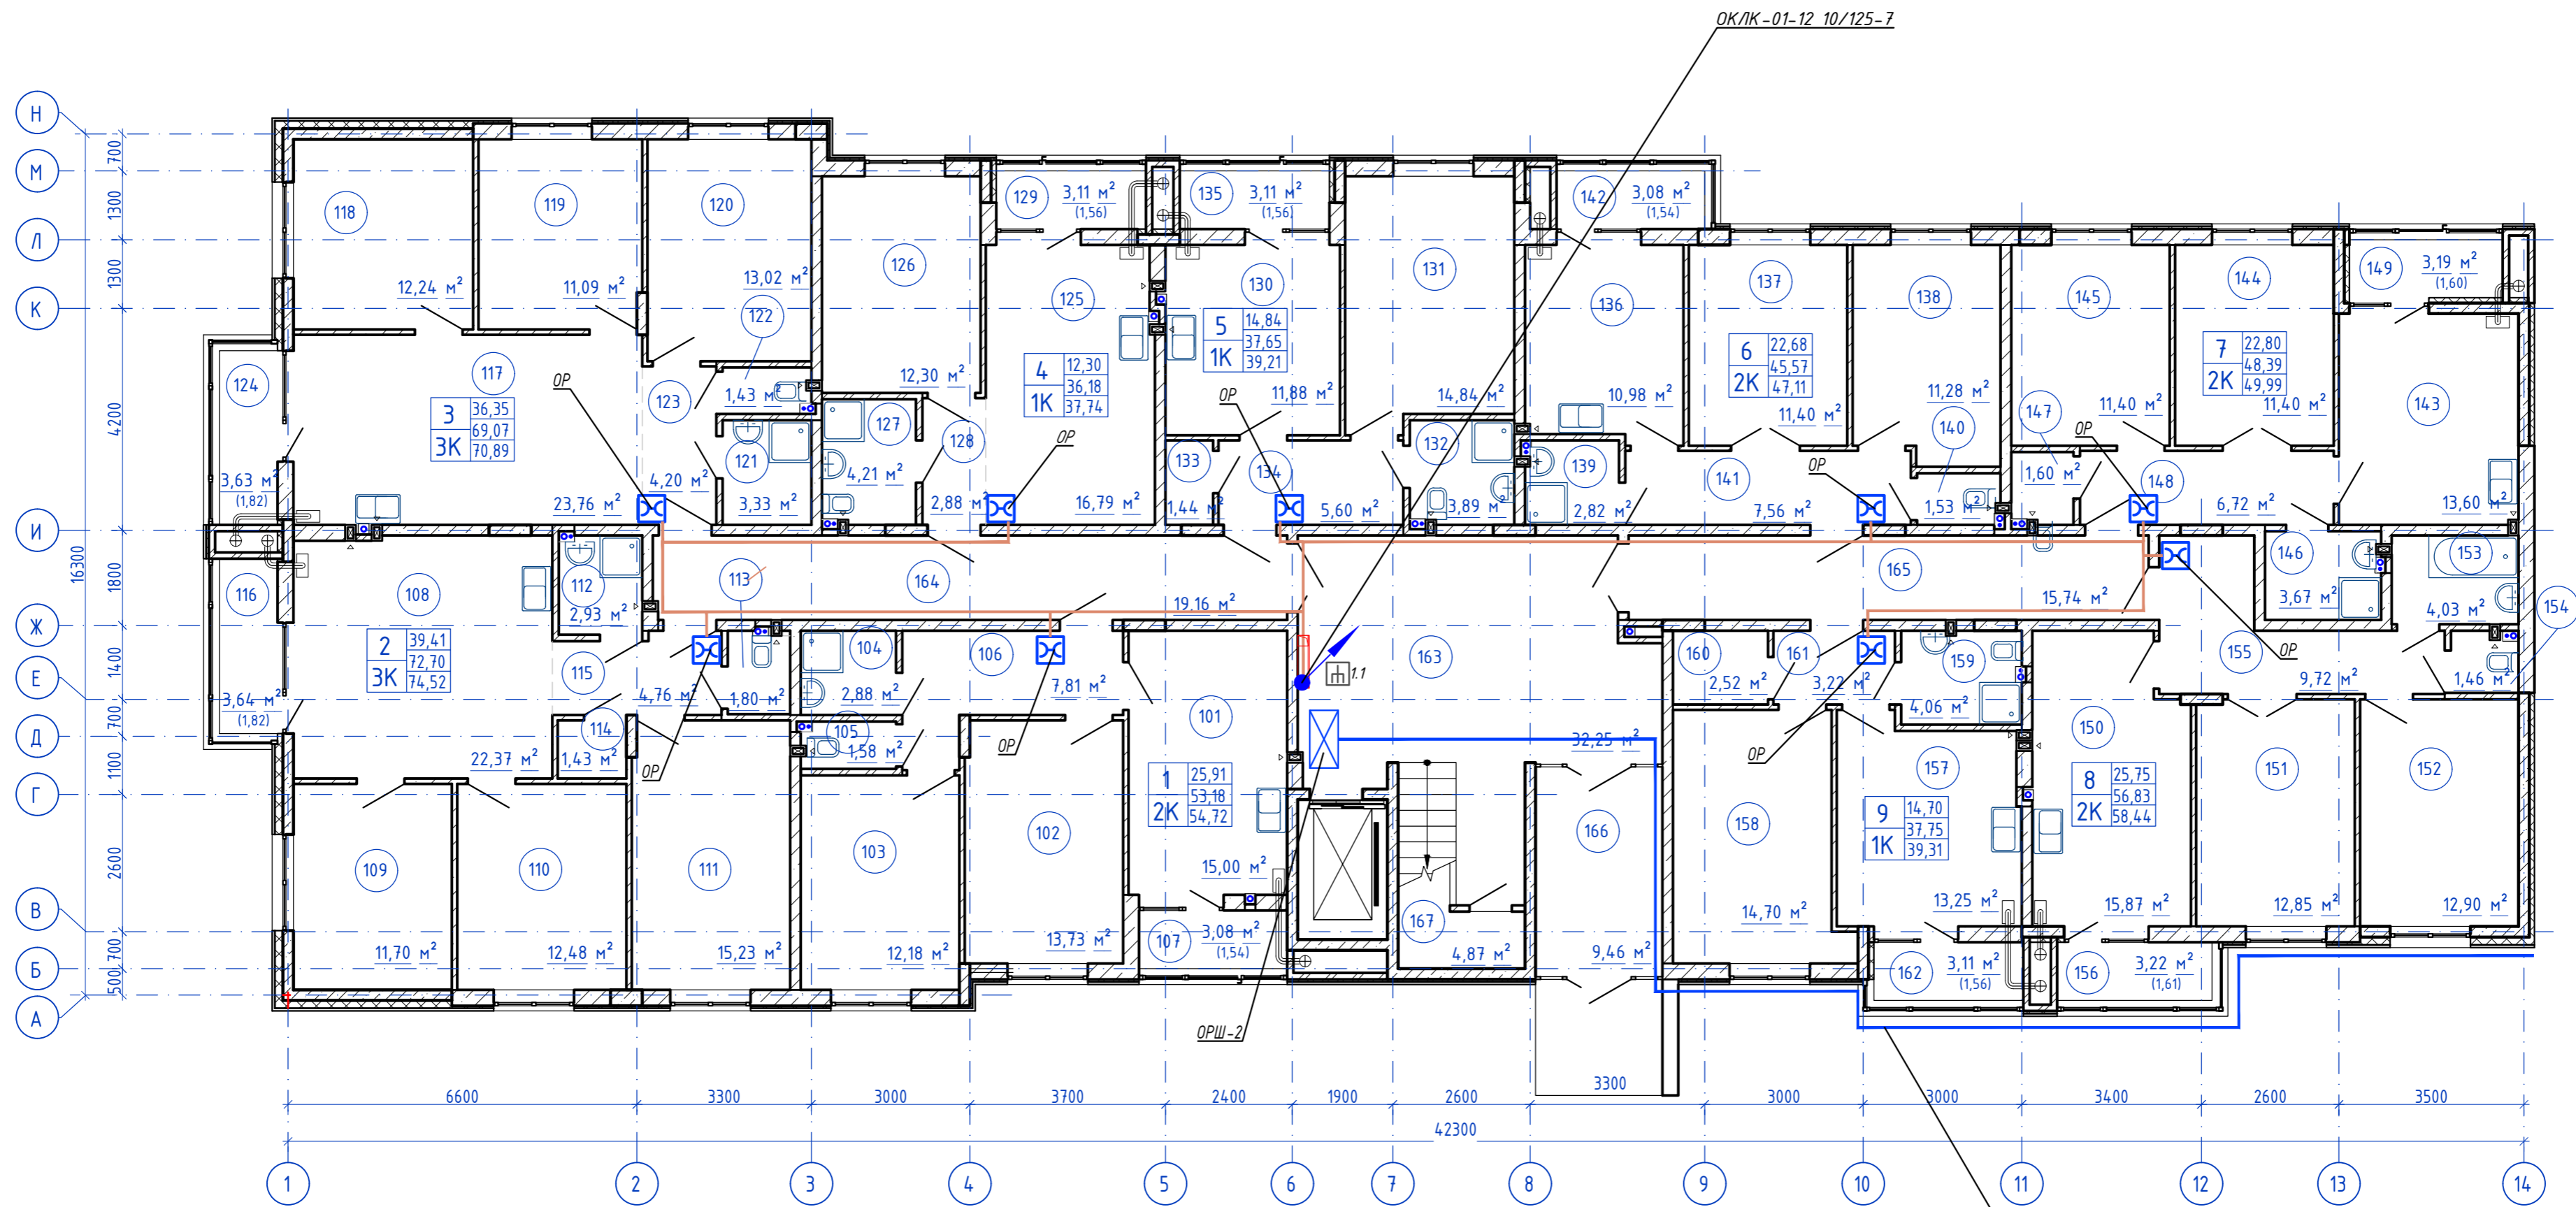 ОКЛК-01-12 10/125-7
Н
М
Л
К
И
Ж
Е
Д
Г
В
Б
А
700
1300
1300
4200
1800
1400
700
1100
2600
700
500
16300
118
12,24 м²
119
11,09 м²
120
13,02 м²
122
1,43 м²
126
12,30 м²
129
3,11 м²
(1,56)
135
3,11 м²
(1,56)
142
3,08 м²
(1,54)
125
16,79 м²
130
11,88 м²
131
14,84 м²
136
10,98 м²
137
11,40 м²
138
11,28 м²
145
11,40 м²
144
11,40 м²
149
3,19 м²
(1,60)
143
13,60 м²
124
3,63 м²
(1,82)
117
23,76 м²
3
3К
36,35
69,07
70,89
ОР
123
4,20 м²
121
3,33 м²
127
4,21 м²
128
2,88 м²
4
1К
12,30
36,18
37,74
ОР
5
1К
14,84
37,65
39,21
ОР
133
1,44 м²
134
5,60 м²
132
3,89 м²
139
2,82 м²
141
7,56 м²
6
2К
22,68
45,57
47,11
ОР
140
1,53 м²
147
1,60 м²
7
2К
22,80
48,39
49,99
ОР
148
6,72 м²
116
3,64 м²
(1,82)
108
22,37 м²
2
3К
39,41
72,70
74,52
112
2,93 м²
113
1,80 м²
164
19,16 м²
165
15,74 м²
146
3,67 м²
153
4,03 м²
154
1,46 м²
115
4,76 м²
114
1,43 м²
ОР
104
2,88 м²
105
1,58 м²
106
7,81 м²
ОР
101
15,00 м²
1
2К
25,91
53,18
54,72
1.1
163
32,25 м²
160
2,52 м²
161
3,22 м²
ОР
159
4,06 м²
155
9,72 м²
ОР
109
11,70 м²
110
12,48 м²
111
15,23 м²
103
12,18 м²
102
13,73 м²
107
3,08 м²
(1,54)
167
4,87 м²
166
9,46 м²
158
14,70 м²
157
13,25 м²
9
1К
14,70
37,75
39,31
150
15,87 м²
8
2К
25,75
56,83
58,44
151
12,85 м²
152
12,90 м²
162
3,11 м²
(1,56)
156
3,22 м²
(1,61)
ОРШ-2
6600
3300
3000
3700
2400
1900
2600
3300
3000
3000
3400
2600
3500
42300
1
2
3
4
5
6
7
8
9
10
11
12
13
14